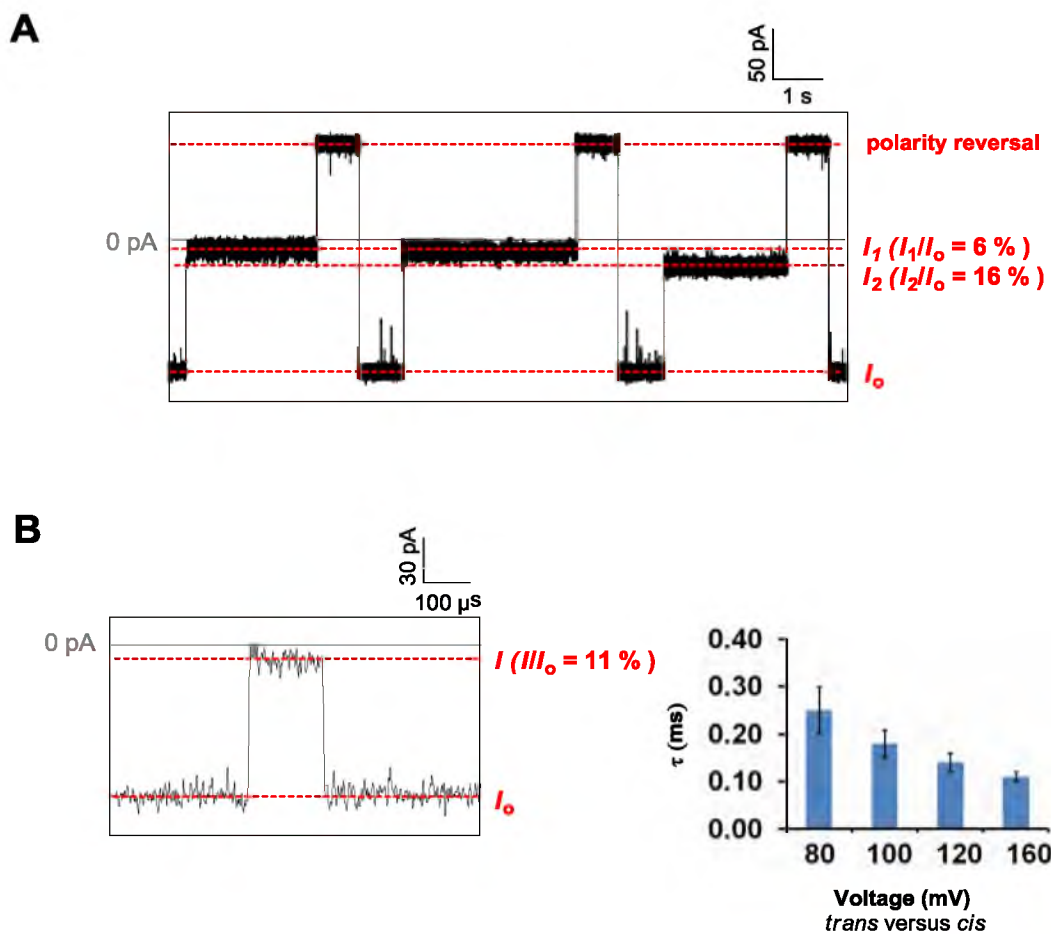 A
50 pA
1 s
polarity reversal
0 pA
I1 (I1/Io = 6 % )
I2 (I2/Io = 16 % )
Io
B
30 pA
100 µs
0 pA
I (I/Io = 11 % )
Io
0.40
0.30
0.20
0.10
0.00
τ (ms)
80 100 120 160
Voltage (mV)
trans versus cis